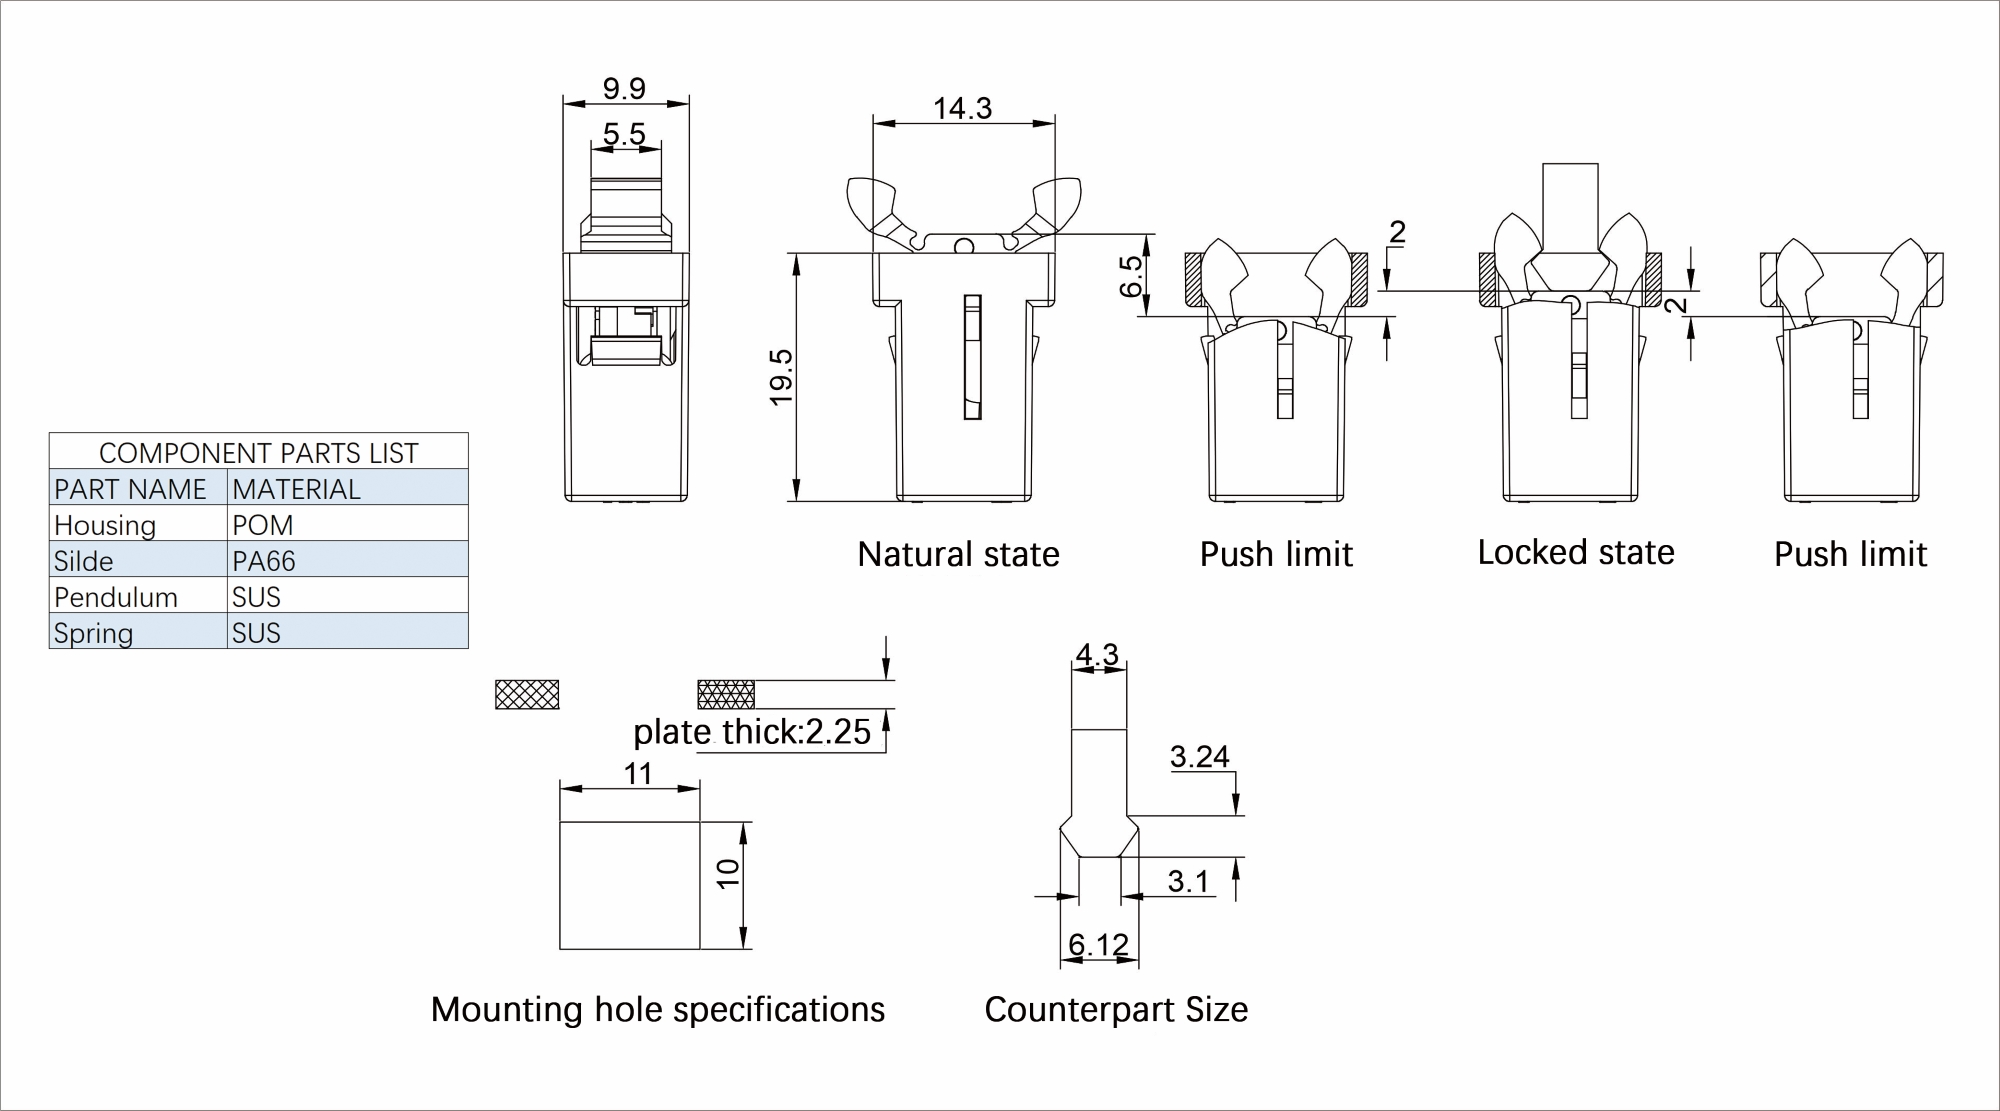 9.9
5.5
14.3
19.5
6.5
2
2
Natural state
Push limit
Locked state
Push limit
COMPONENT PARTS LIST
PART NAME MATERIAL
Housing POM
Silde PA66
Pendulum SUS
Spring SUS
plate thick:2.25
11
10
Mounting hole specifications
4.3
3.24
3.1
6.12
Counterpart Size